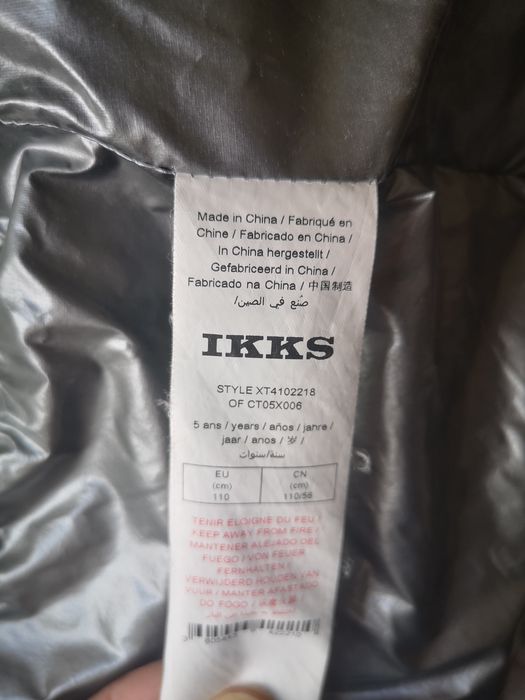 Made in China / Fabriqué en
Chine / Fabricado en China /
In China hergestellt /
Gefabriceerd in China /
Fabricado na China / 中国制造
/صُنع في الصين
IKKS
STYLE XT4102218
OF CT05X006
5 ans / years / años / jahre /
jaar / anos / 岁 /
سنة/سنوات
EU CN
(cm) (cm)
110 110/56
TENIR ELOIGNE DU FEU /
KEEP AWAY FROM FIRE /
MANTENER ALEJADO DEL
FUEGO / VON FEUER
FERNHALTEN /
VERWIJDERD HOUDEN VAN
VUUR / MANTER AFASTADO
DO FOGO /